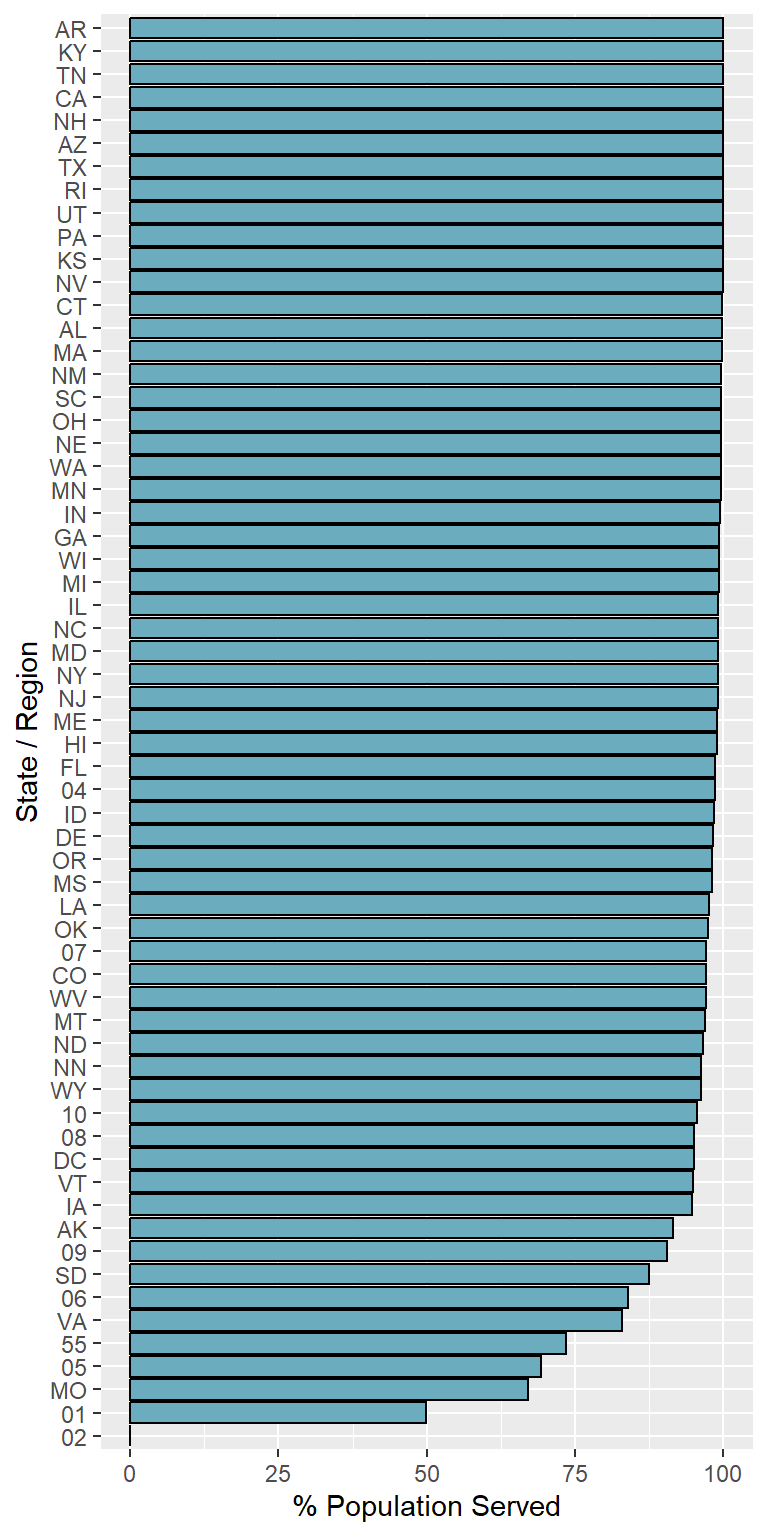 AR
KY
TN
CA
NH
AZ
TX
RI
UT
PA
KS
NV
CT
AL
MA
NM
SC
OH
NE
WA
MN
IN
GA
WI
MI
IL
NC
MD
NY
NJ
ME
HI
FL
04
ID
DE
OR
MS
LA
OK
07
CO
WV
MT
ND
NN
WY
10
08
DC
VT
IA
AK
09
SD
06
VA
55
05
MO
01
02
State / Region
0 25 50 75 100
% Population Served